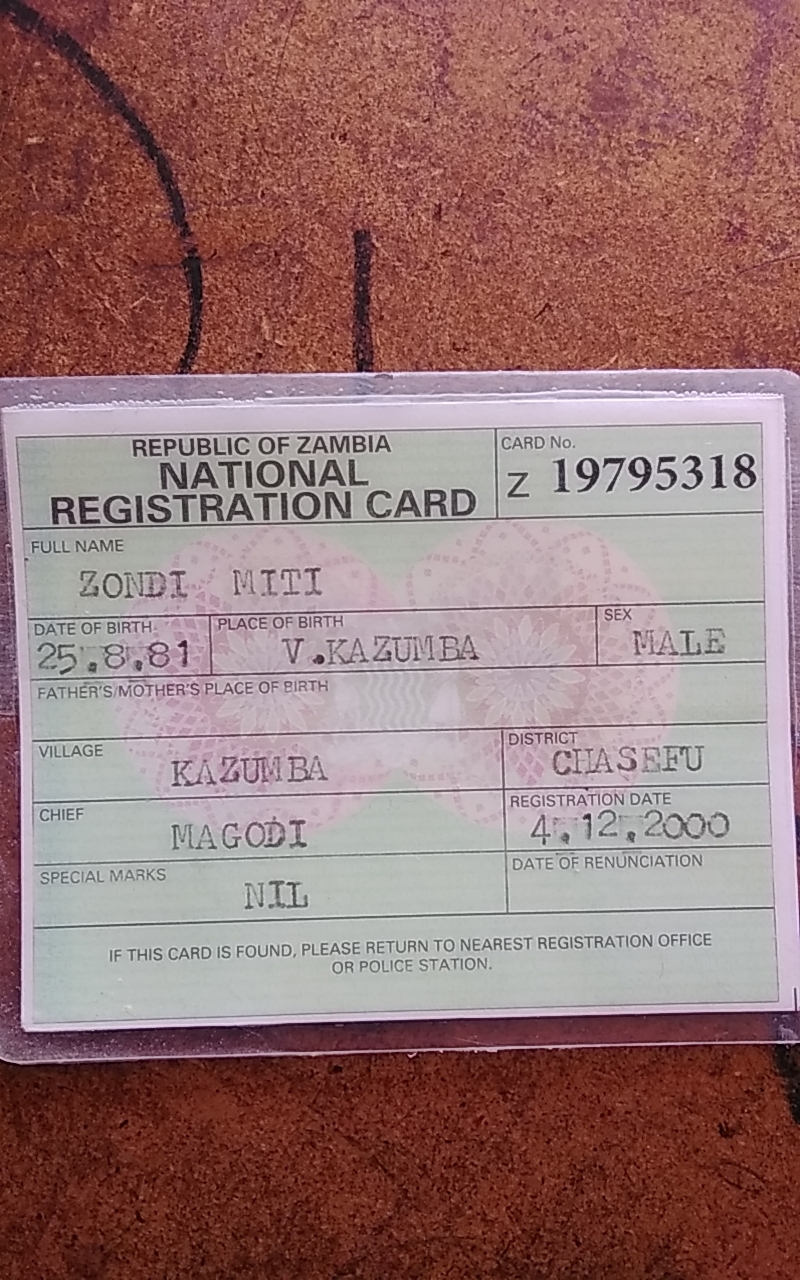 REPUBLIC OF ZAMBIA
NATIONAL
REGISTRATION CARD
CARD No.
Z 19795318
FULL NAME
ZONDI MITI
DATE OF BIRTH
25.8.81
PLACE OF BIRTH
V.KAZUMBA
SEX
MALE
FATHER'S/MOTHER'S PLACE OF BIRTH
VILLAGE
KAZUMBA
DISTRICT
CHASEFU
CHIEF
MAGODI
REGISTRATION DATE
4.12.2000
SPECIAL MARKS
NIL
DATE OF RENUNCIATION
IF THIS CARD IS FOUND, PLEASE RETURN TO NEAREST REGISTRATION OFFICE
OR POLICE STATION.